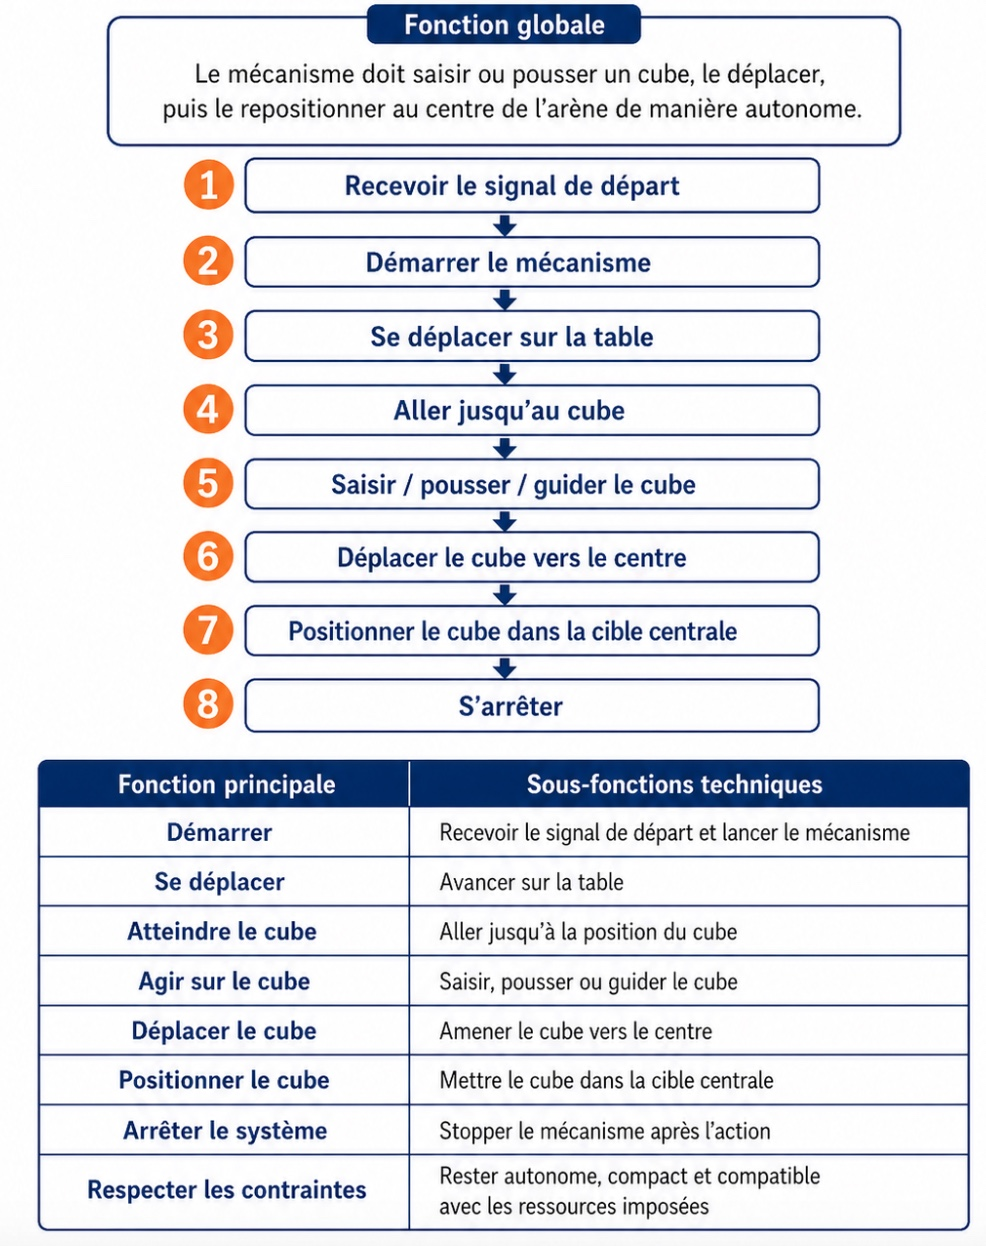 Fonction globale
Le mécanisme doit saisir ou pousser un cube, le déplacer,
puis le repositionner au centre de l’arène de manière autonome.
1 Recevoir le signal de départ
2 Démarrer le mécanisme
3 Se déplacer sur la table
4 Aller jusqu’au cube
5 Saisir / pousser / guider le cube
6 Déplacer le cube vers le centre
7 Positionner le cube dans la cible centrale
8 S’arrêter
Fonction principale Sous-fonctions techniques
Démarrer Recevoir le signal de départ et lancer le mécanisme
Se déplacer Avancer sur la table
Atteindre le cube Aller jusqu’à la position du cube
Agir sur le cube Saisir, pousser ou guider le cube
Déplacer le cube Amener le cube vers le centre
Positionner le cube Mettre le cube dans la cible centrale
Arrêter le système Stopper le mécanisme après l’action
Respecter les contraintes Rester autonome, compact et compatible
avec les ressources imposées